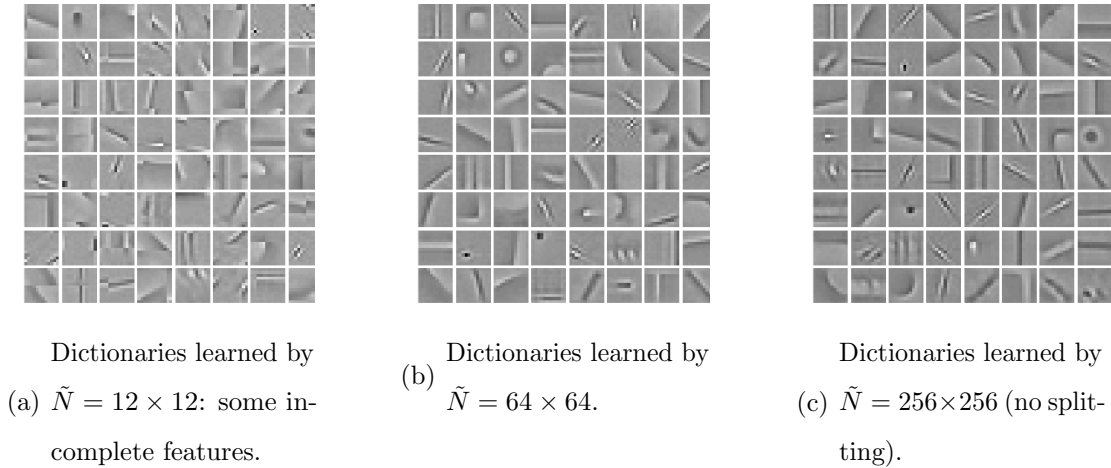 Dictionaries learned by
(a) Ñ = 12 × 12: some in-
complete features.
Dictionaries learned by
(b) Ñ = 64 × 64.
Dictionaries learned by
(c) Ñ = 256×256 (no split-
ting).